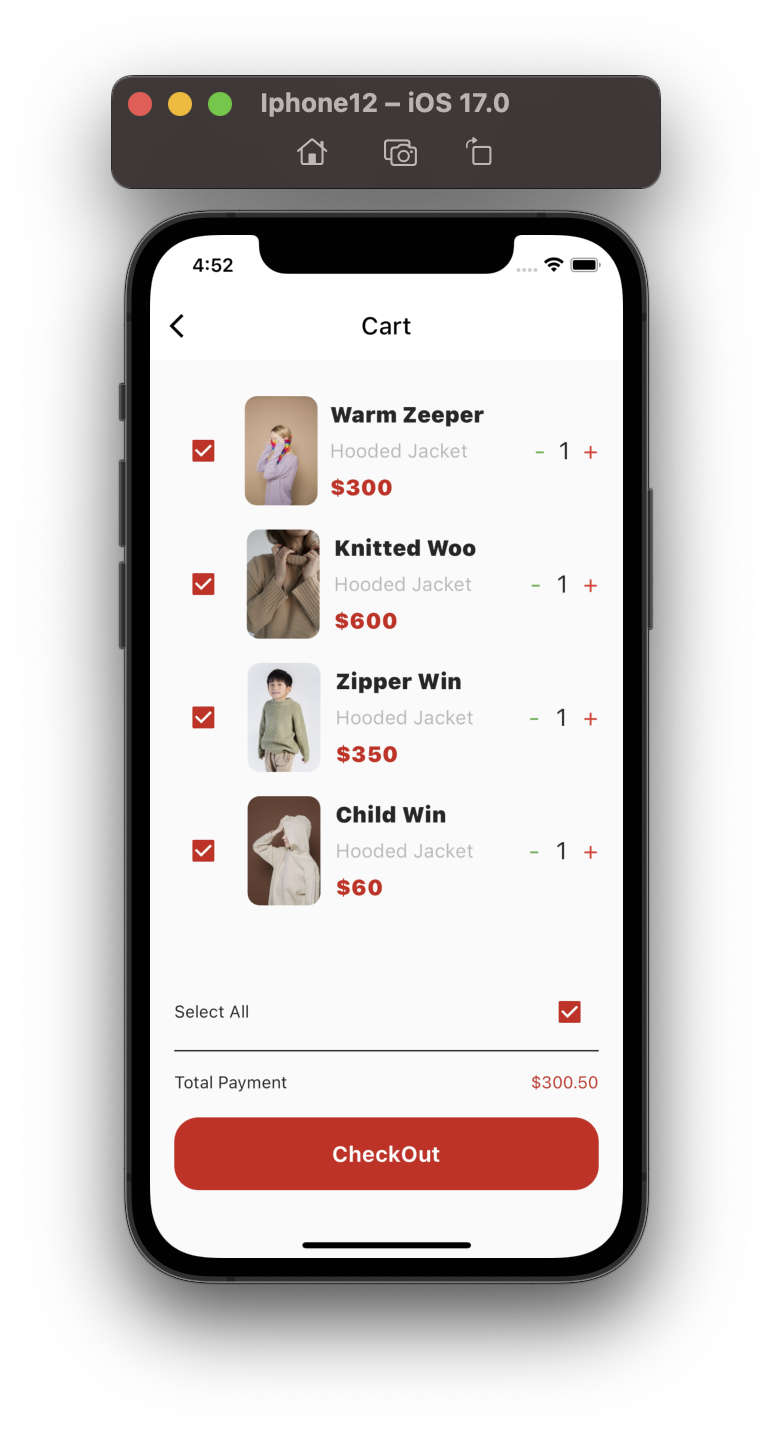 Iphone12 – iOS 17.0
4:52
Cart
Warm Zeeper
Hooded Jacket
- 1 +
$300
Knitted Woo
Hooded Jacket
- 1 +
$600
Zipper Win
Hooded Jacket
- 1 +
$350
Child Win
Hooded Jacket
- 1 +
$60
Select All
Total Payment $300.50
CheckOut